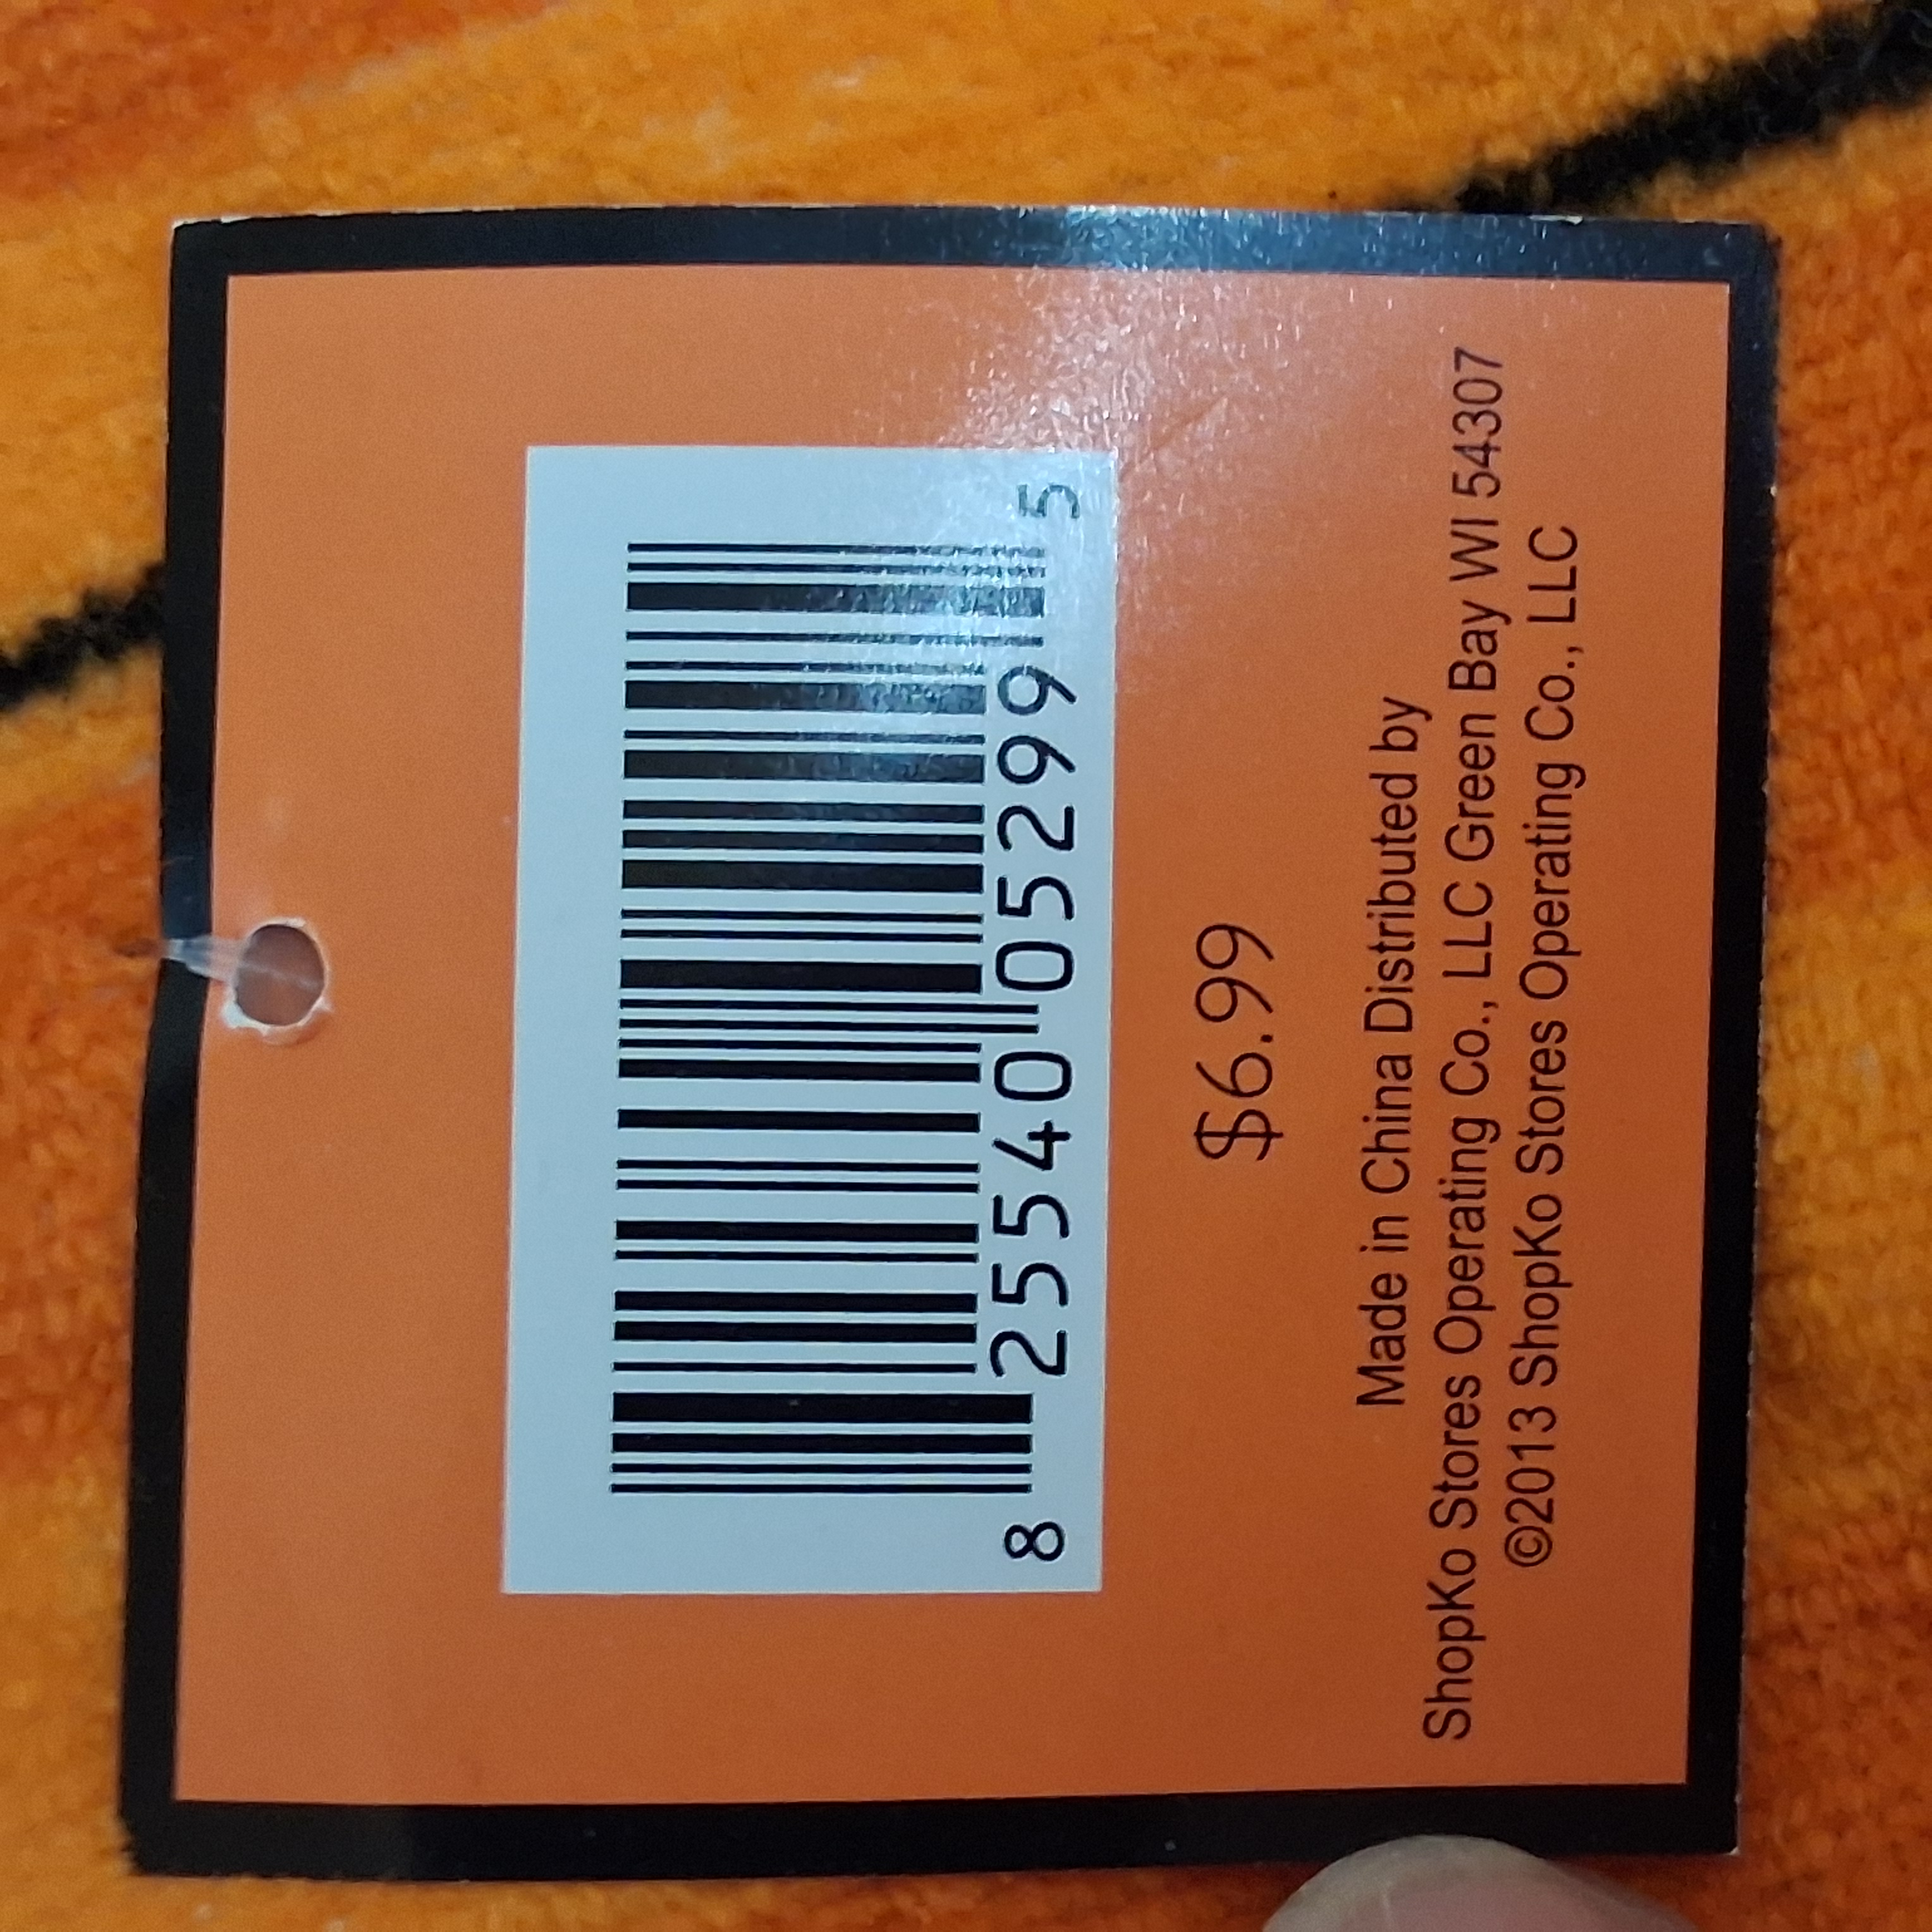 8 25540 05299 5
$6.99
Made in China Distributed by
ShopKo Stores Operating Co., LLC Green Bay WI 54307
©2013 ShopKo Stores Operating Co., LLC